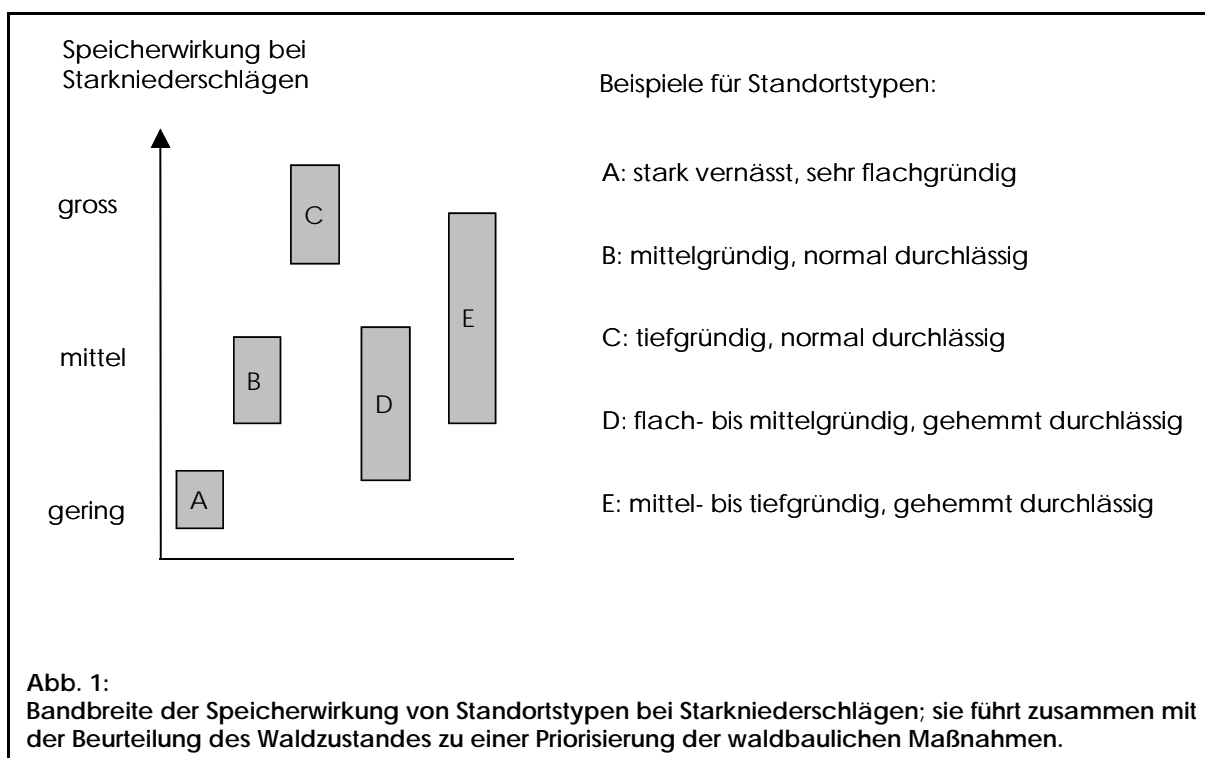 Speicherwirkung bei
Starkniederschlägen
gross
mittel
gering
A
B
C
D
E
Beispiele für Standortstypen:
A: stark vernässt, sehr flachgründig
B: mittelgründig, normal durchlässig
C: tiefgründig, normal durchlässig
D: flach- bis mittelgründig, gehemmt durchlässig
E: mittel- bis tiefgründig, gehemmt durchlässig
Abb. 1:
Bandbreite der Speicherwirkung von Standortstypen bei Starkniederschlägen; sie führt zusammen mit
der Beurteilung des Waldzustandes zu einer Priorisierung der waldbaulichen Maßnahmen.